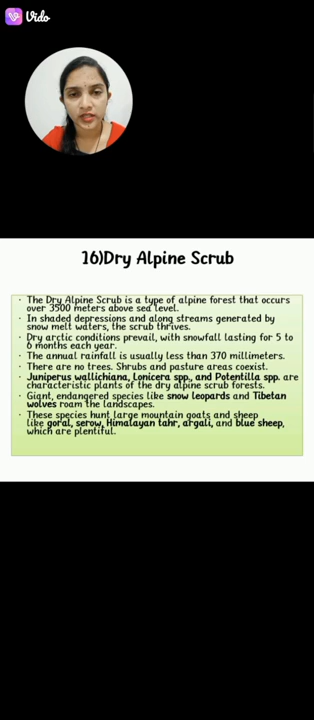 Vido
16)Dry Alpine Scrub
· The Dry Alpine Scrub is a type of alpine forest that occurs
over 3500 meters above sea level.
· In shaded depressions and along streams generated by
snow melt waters, the scrub thrives.
· Dry arctic conditions prevail, with snowfall lasting for 5 to
6 months each year.
· The annual rainfall is usually less than 370 millimeters.
· There are no trees. Shrubs and pasture areas coexist.
· Juniperus wallichiana, Lonicera spp., and Potentilla spp. are
characteristic plants of the dry alpine scrub forests.
· Giant, endangered species like snow leopards and Tibetan
wolves roam the landscapes.
· These species hunt large mountain goats and sheep
like goral, serow, Himalayan tahr, argali, and blue sheep,
which are plentiful.